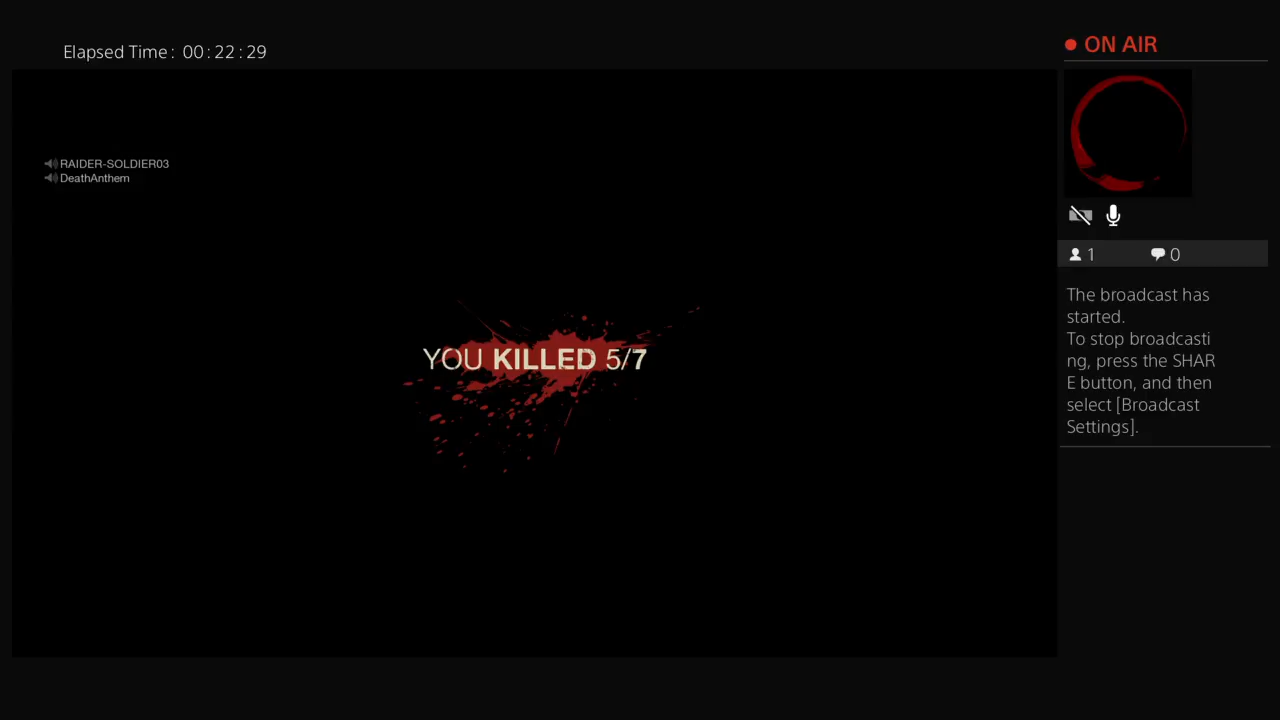 Elapsed Time: 00:22:29
ON AIR
RAIDER-SOLDIER03
DeathAnthem
1
0
The broadcast has
started.
To stop broadcasti
ng, press the SHAR
E button, and then
select [Broadcast
Settings].
YOU KILLED 5/7